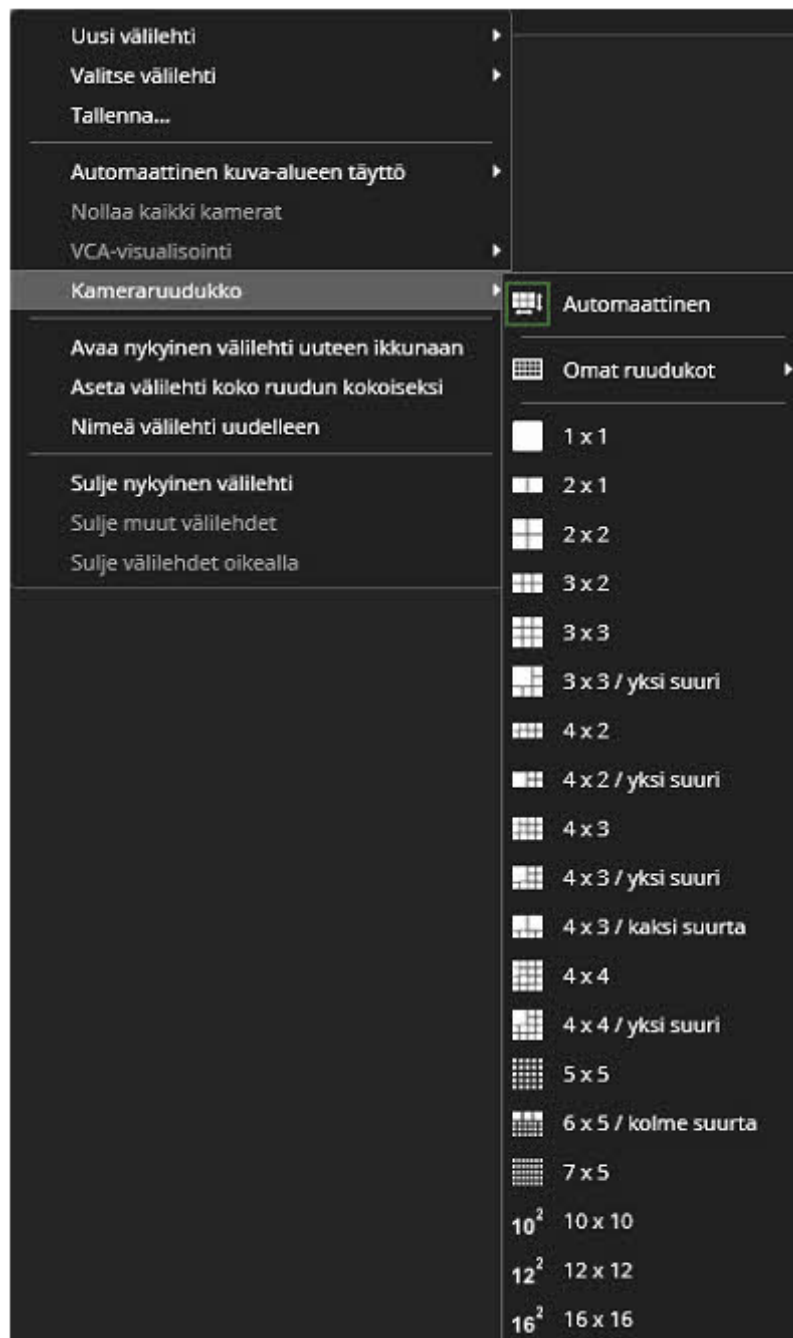 Uusi välilehti
Valitse välilehti
Tallenna...
Automaattinen kuva-alueen täyttö
Nollaa kaikki kamerat
VCA-visualisointi
Kameraruudukko
Avaa nykyinen välilehti uuteen ikkunaan
Aseta välilehti koko ruudun kokoiseksi
Nimeä välilehti uudelleen
Sulje nykyinen välilehti
Sulje muut välilehdet
Sulje välilehdet oikealla
Automaattinen
Omat ruudukot
1 x 1
2 x 1
2 x 2
3 x 2
3 x 3
3 x 3 / yksi suuri
4 x 2
4 x 2 / yksi suuri
4 x 3
4 x 3 / yksi suuri
4 x 3 / kaksi suurta
4 x 4
4 x 4 / yksi suuri
5 x 5
6 x 5 / kolme suurta
7 x 5
10² 10 x 10
12² 12 x 12
16² 16 x 16